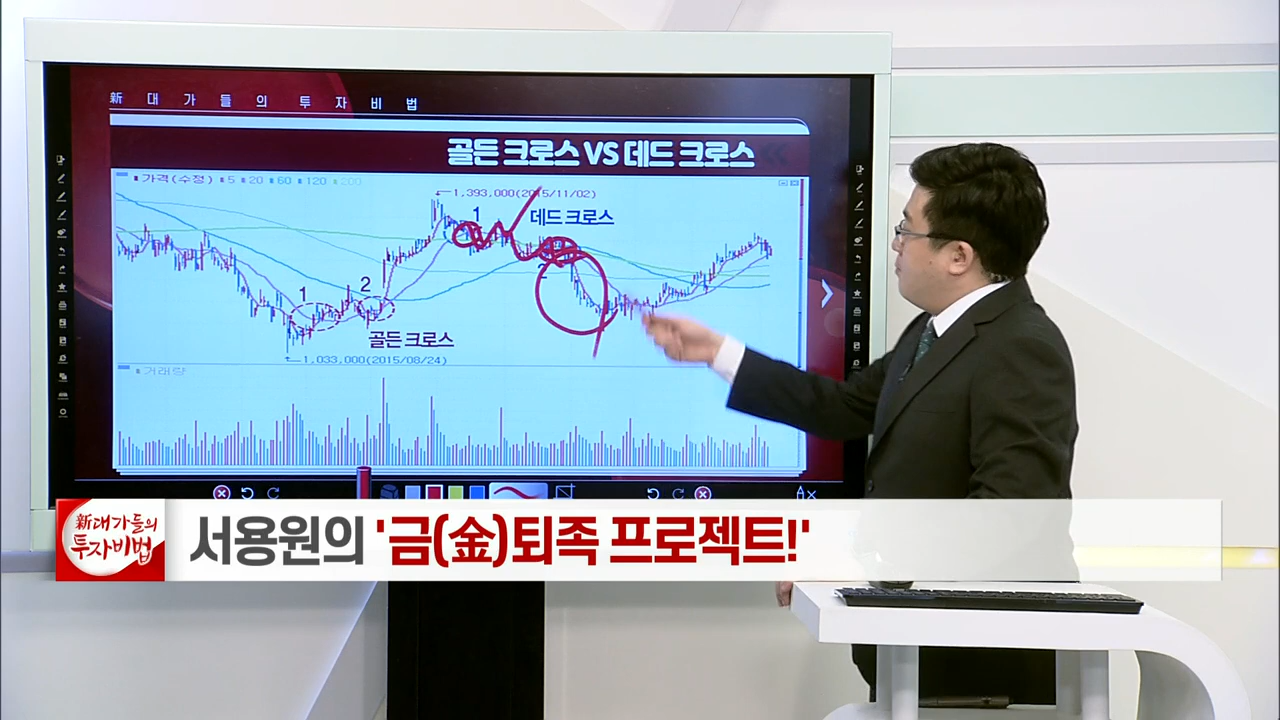 新 대가들의 투자비법
골든 크로스 VS 데드 크로스
가격(수정) 5 20 60 120 200
1,393,000(2015/11/02)
1
데드 크로스
2
1
2
골든 크로스
1,033,000(2015/08/24)
거래량
新대가들의
투자비법
서용원의 '금(金)퇴족 프로젝트!'